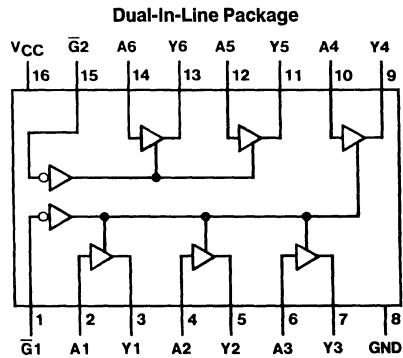 Dual-In-Line Package
VCC G̅2 A6 Y6 A5 Y5 A4 Y4
16 15 14 13 12 11 10 9
1 2 3 4 5 6 7 8
G̅1 A1 Y1 A2 Y2 A3 Y3 GND